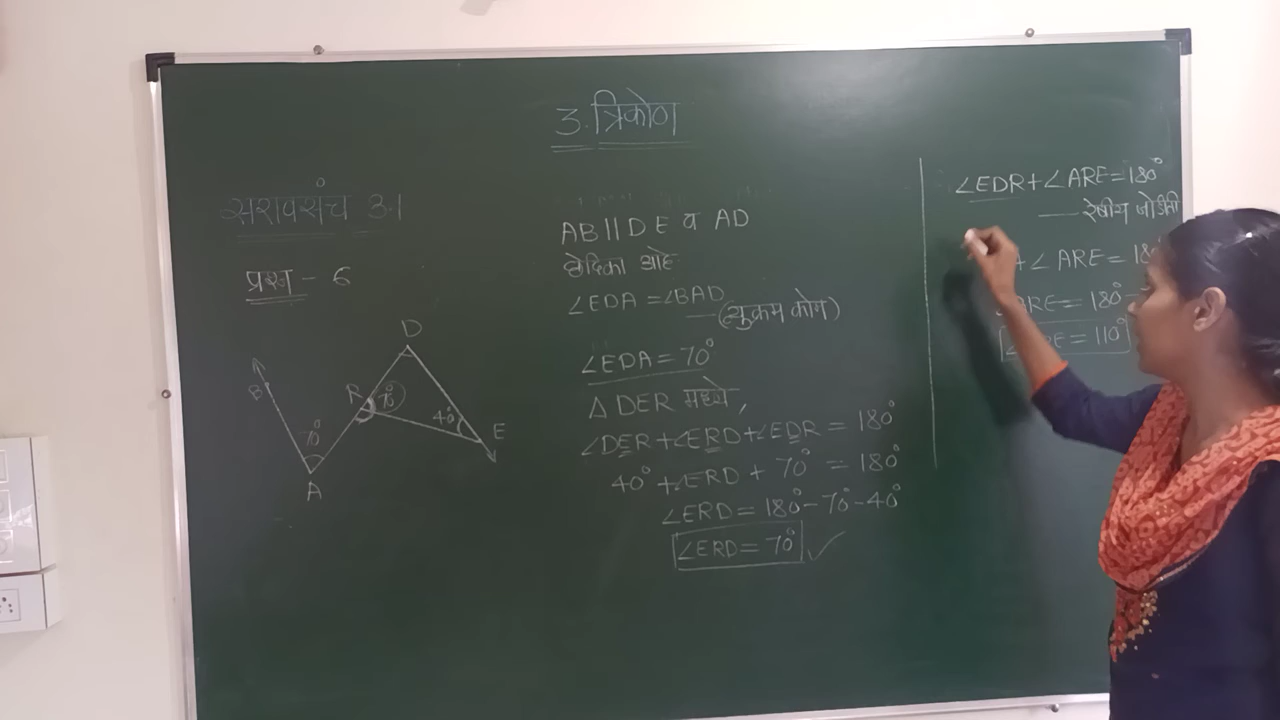 3. त्रिकोण
सरावसंच 3.1
प्रश्न - 6
D
B
R
70°
40°
E
70°
A
AB || DE व AD
छेदिका आहे
∠EDA = ∠BAD
— (व्युत्क्रम कोन)
∠EDA = 70°
Δ DER मध्ये,
∠DER + ∠ERD + ∠EDR = 180°
40° + ∠ERD + 70° = 180°
∠ERD = 180° - 70° - 40°
∠ERD = 70° ✓
∠EDR + ∠ARE = 180°
— रेषीय जोडीती
+ ∠ ARE = 18
ARE = 180° -
= 110°